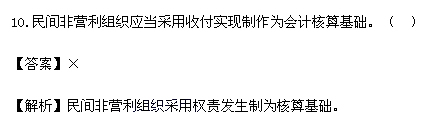 10.民间非营利组织应当采用收付实现制作为会计核算基础。（　）
【答案】×
【解析】民间非营利组织采用权责发生制为核算基础。